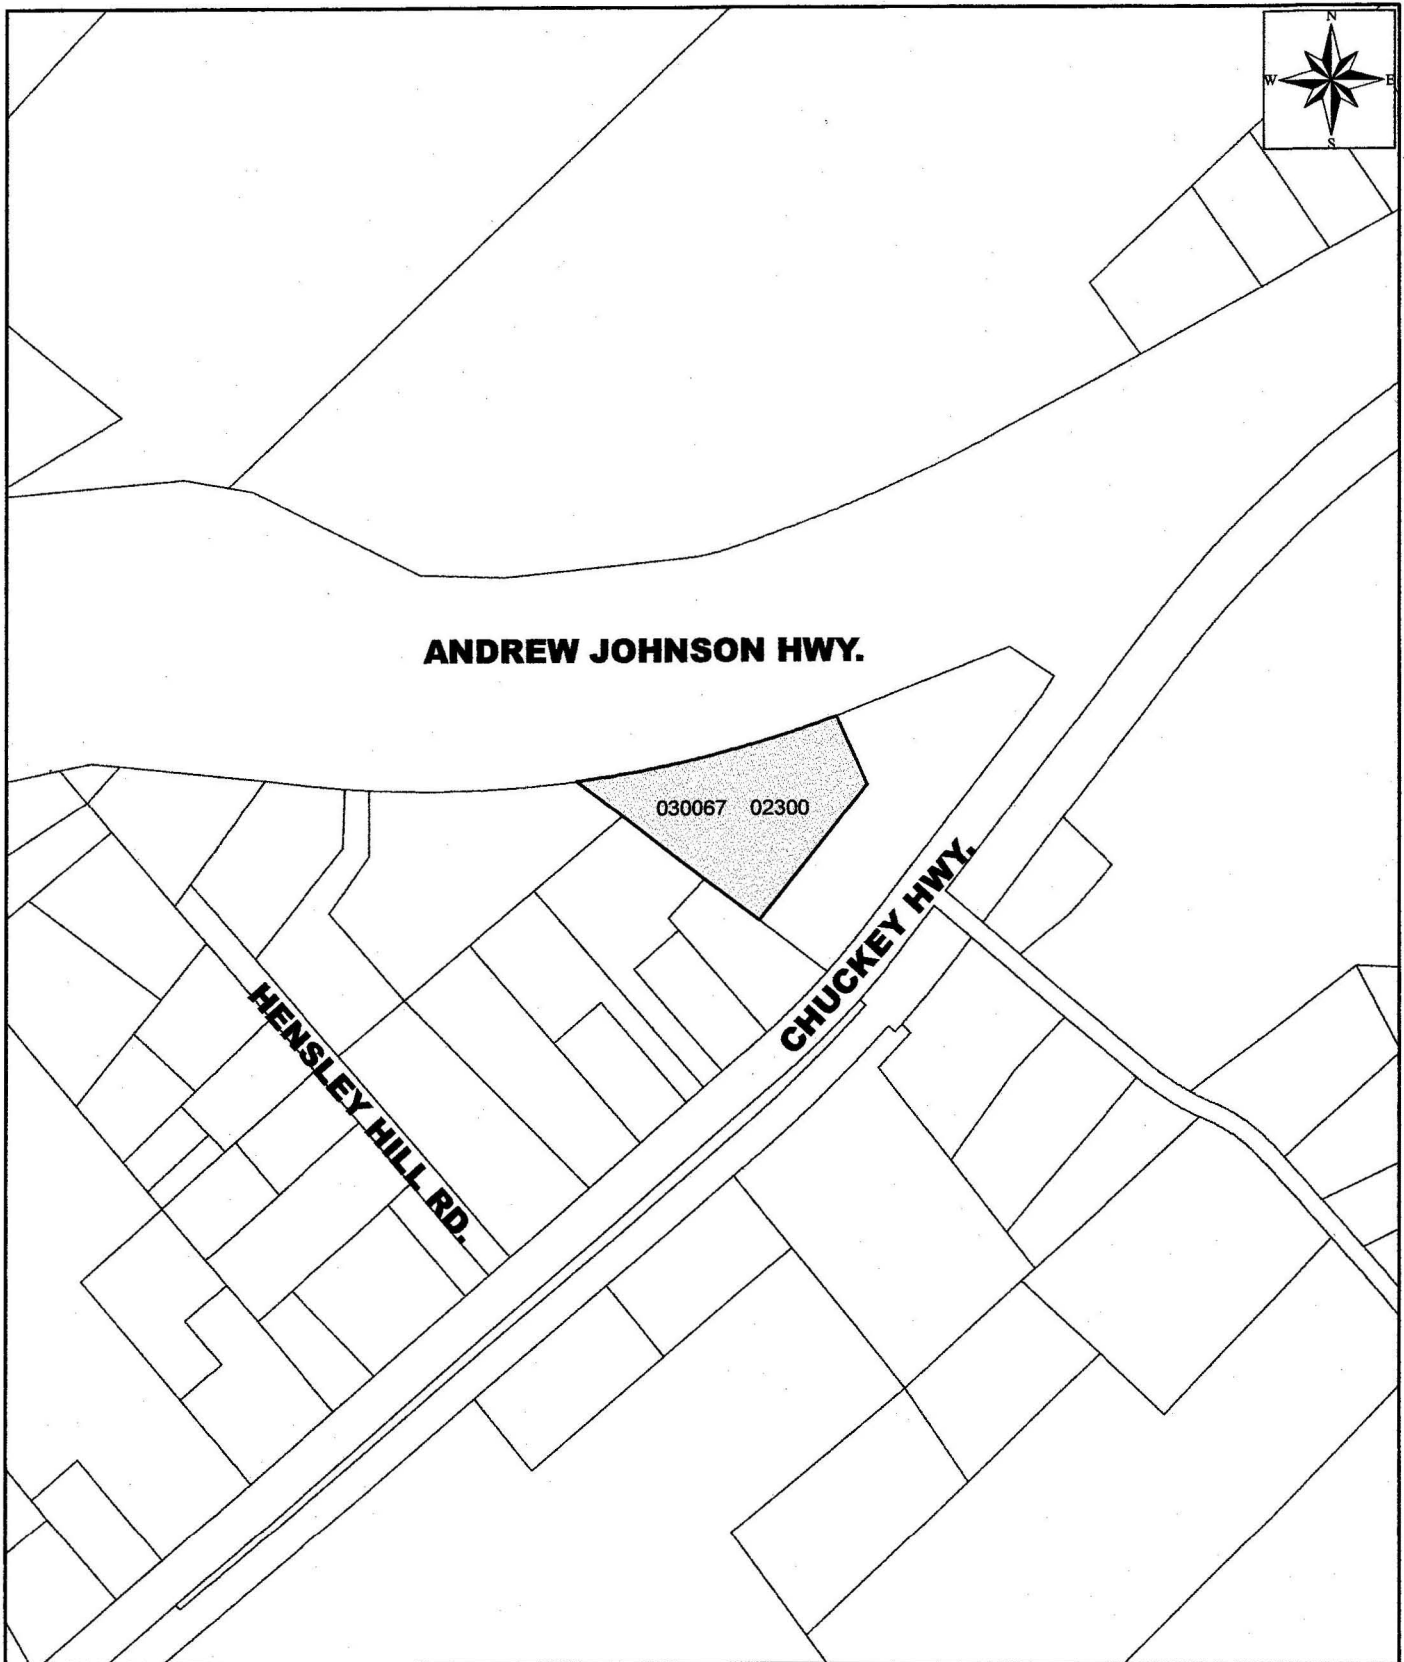 N
W E
S
ANDREW JOHNSON HWY.
030067 02300
CHUCKEY HWY.
HENSLEY HILL RD.